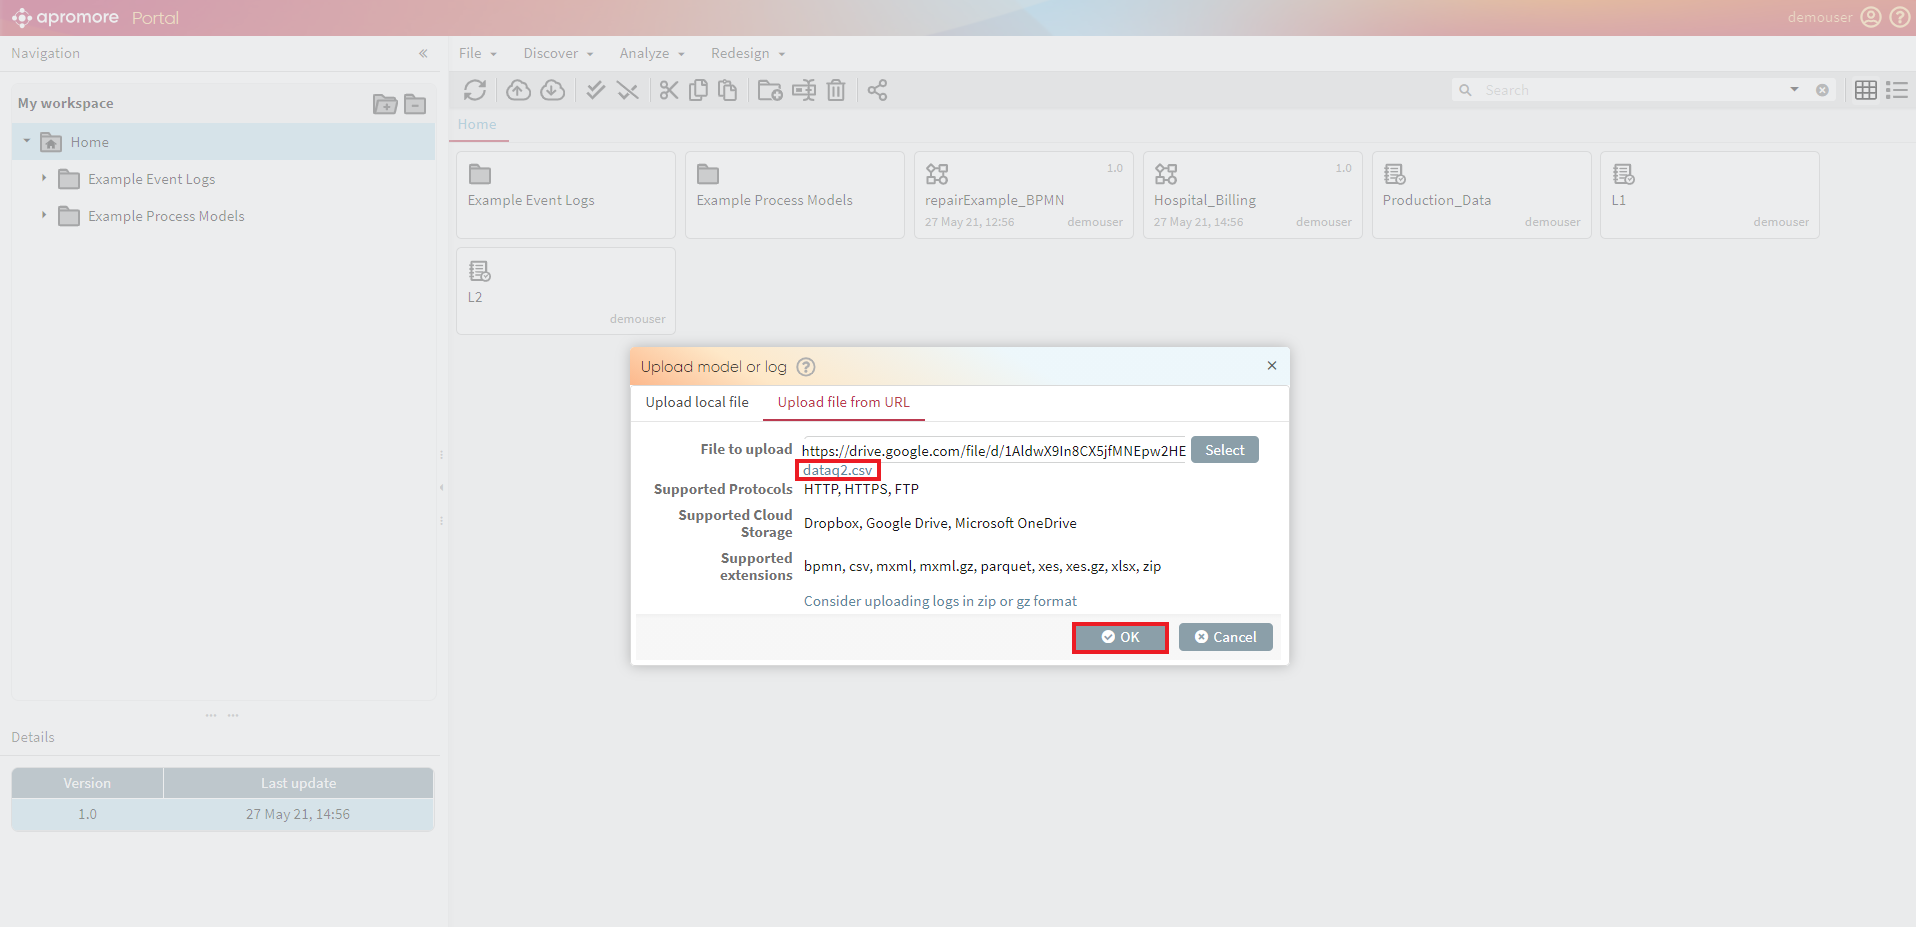 apromore Portal
demouser
Navigation
File
Discover
Analyze
Redesign
My workspace
Search
Home
Home
Example Event Logs
Example Process Models
Example Event Logs
Example Process Models
1.0
repairExample_BPMN
27 May 21, 12:56 demouser
1.0
Hospital_Billing
27 May 21, 14:56 demouser
Production_Data
demouser
L1
demouser
L2
demouser
Upload model or log
Upload local file
Upload file from URL
File to upload https://drive.google.com/file/d/1AldwX9In8CX5jfMNEpw2HE Select
dataq2.csv
Supported Protocols HTTP, HTTPS, FTP
Supported Cloud
Storage
Dropbox, Google Drive, Microsoft OneDrive
Supported
extensions
bpmn, csv, mxml, mxml.gz, parquet, xes, xes.gz, xlsx, zip
Consider uploading logs in zip or gz format
OK
Cancel
Details
Version Last update
1.0 27 May 21, 14:56